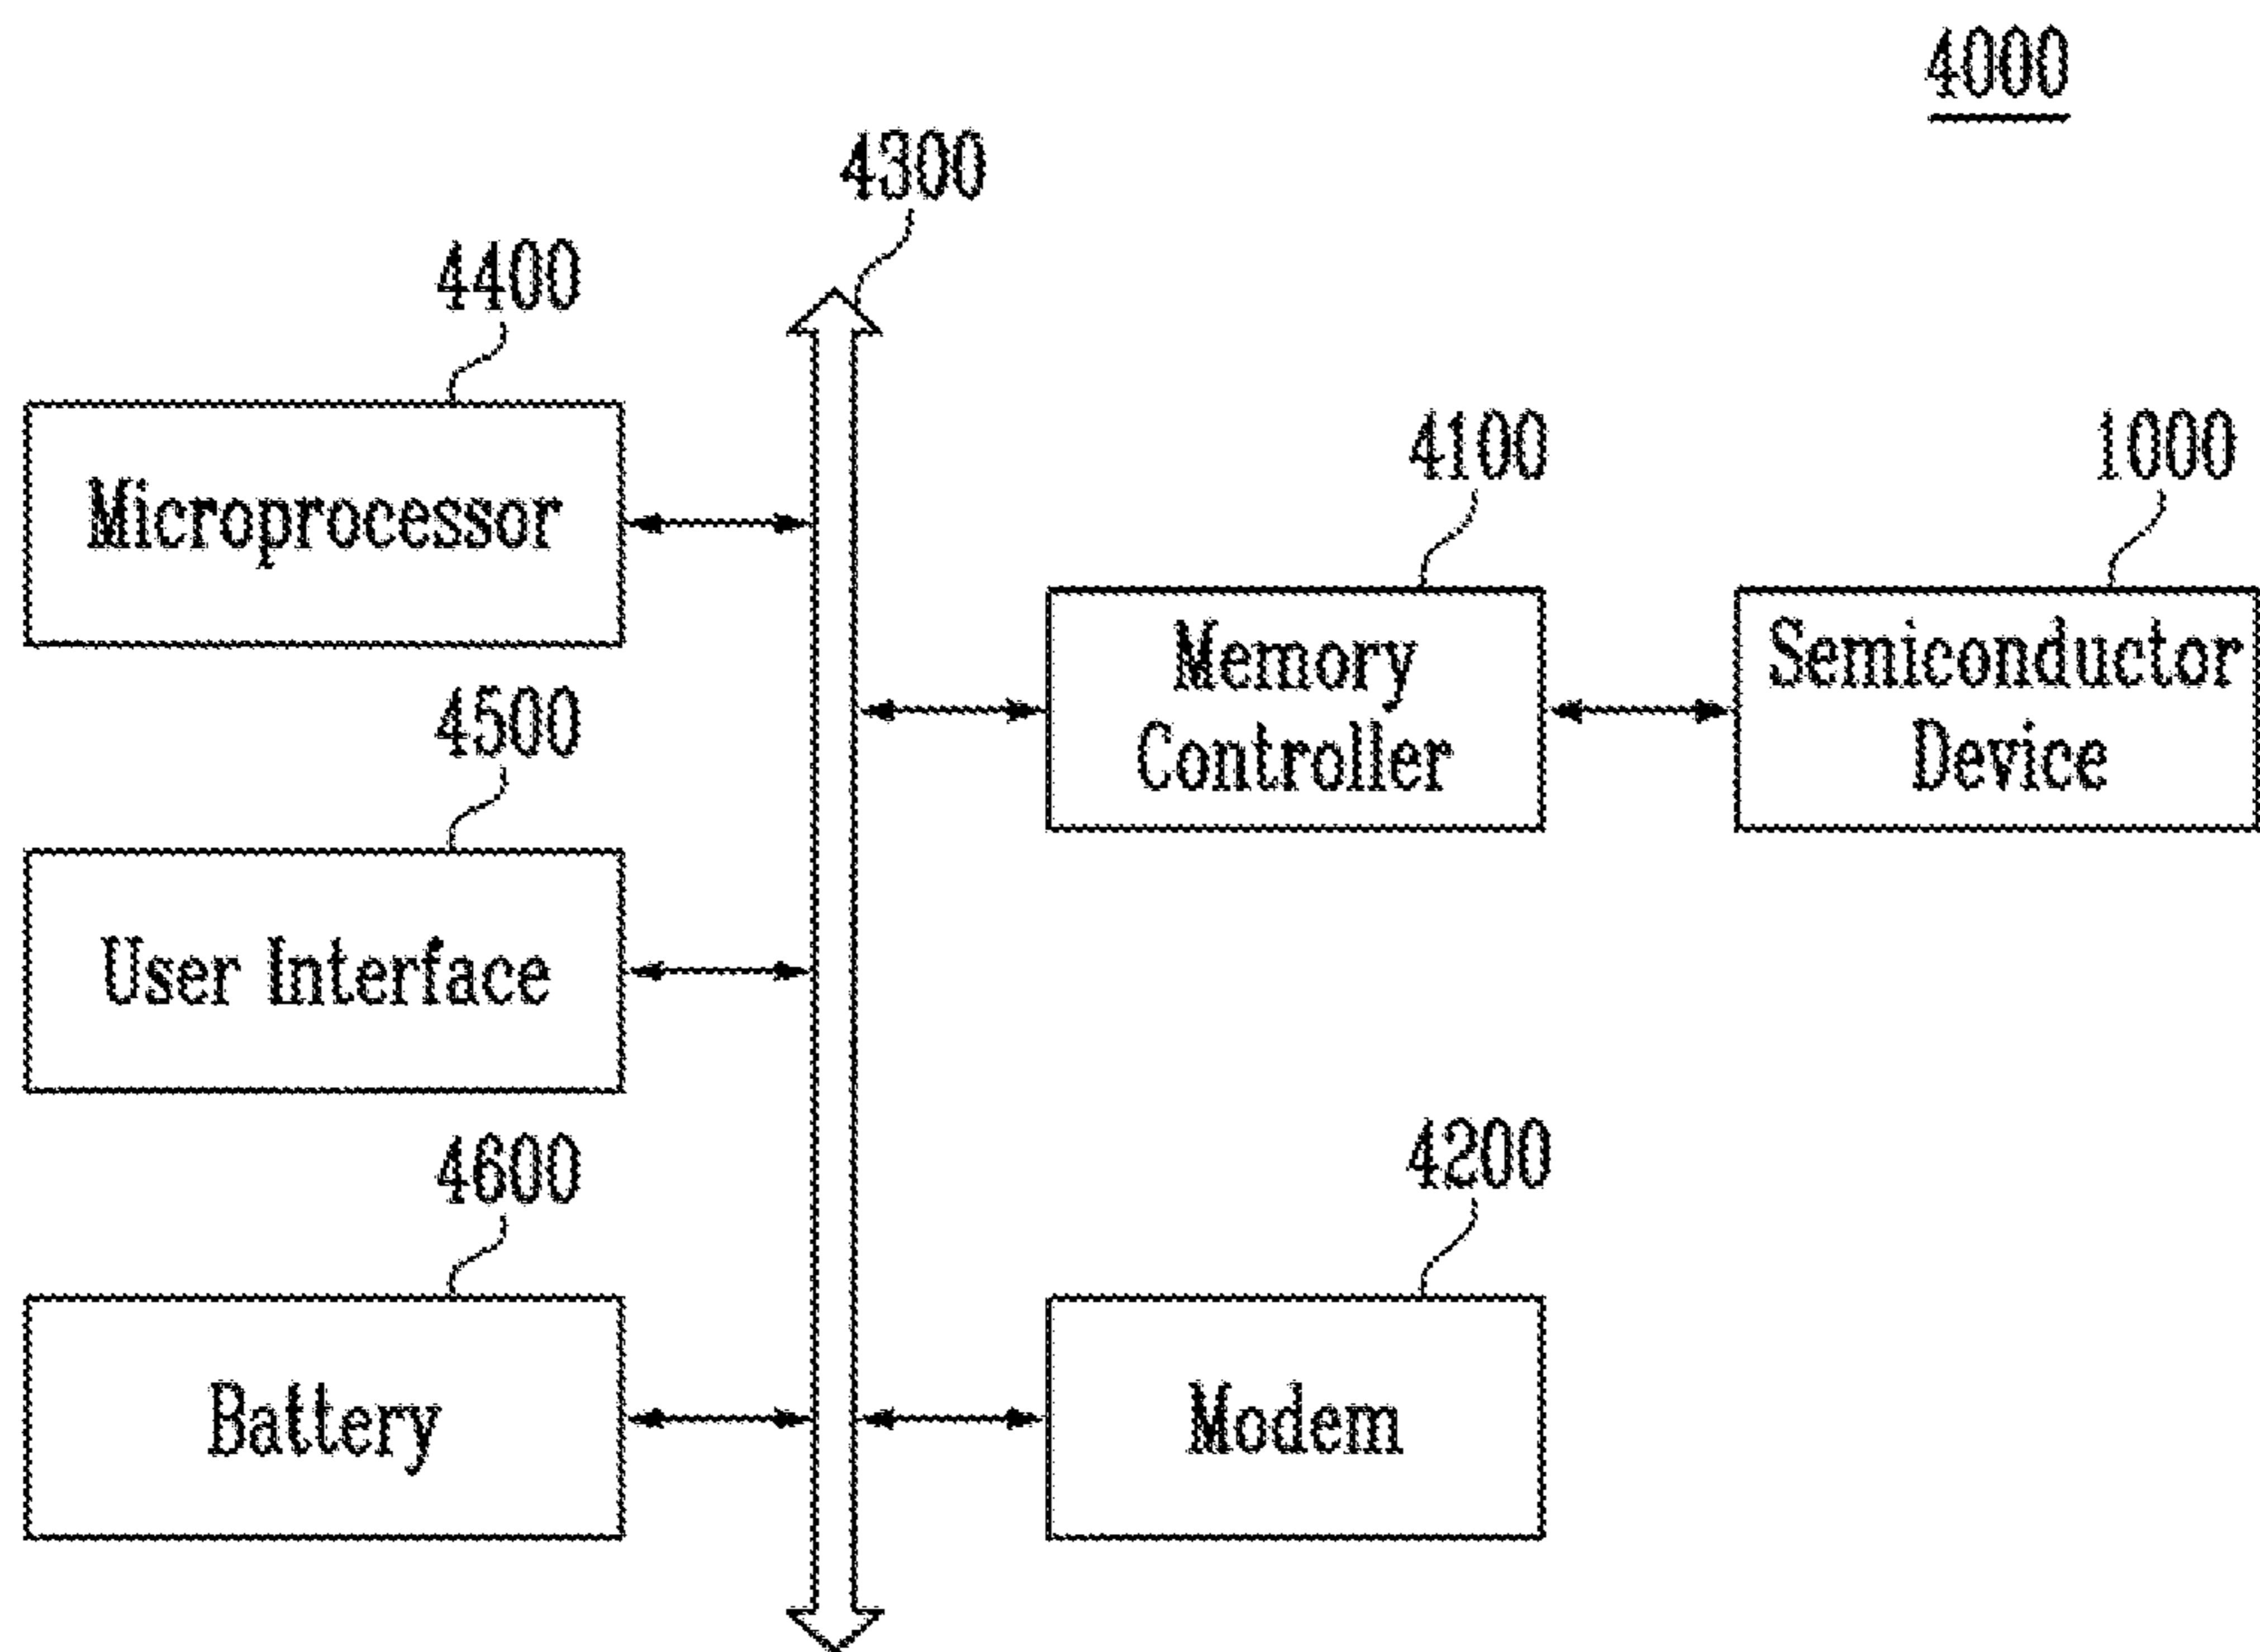 4000
4300
4400
Microprocessor
4100
1000
Memory
Controller
Semiconductor
Device
4500
User Interface
4600
Battery
4200
Modem